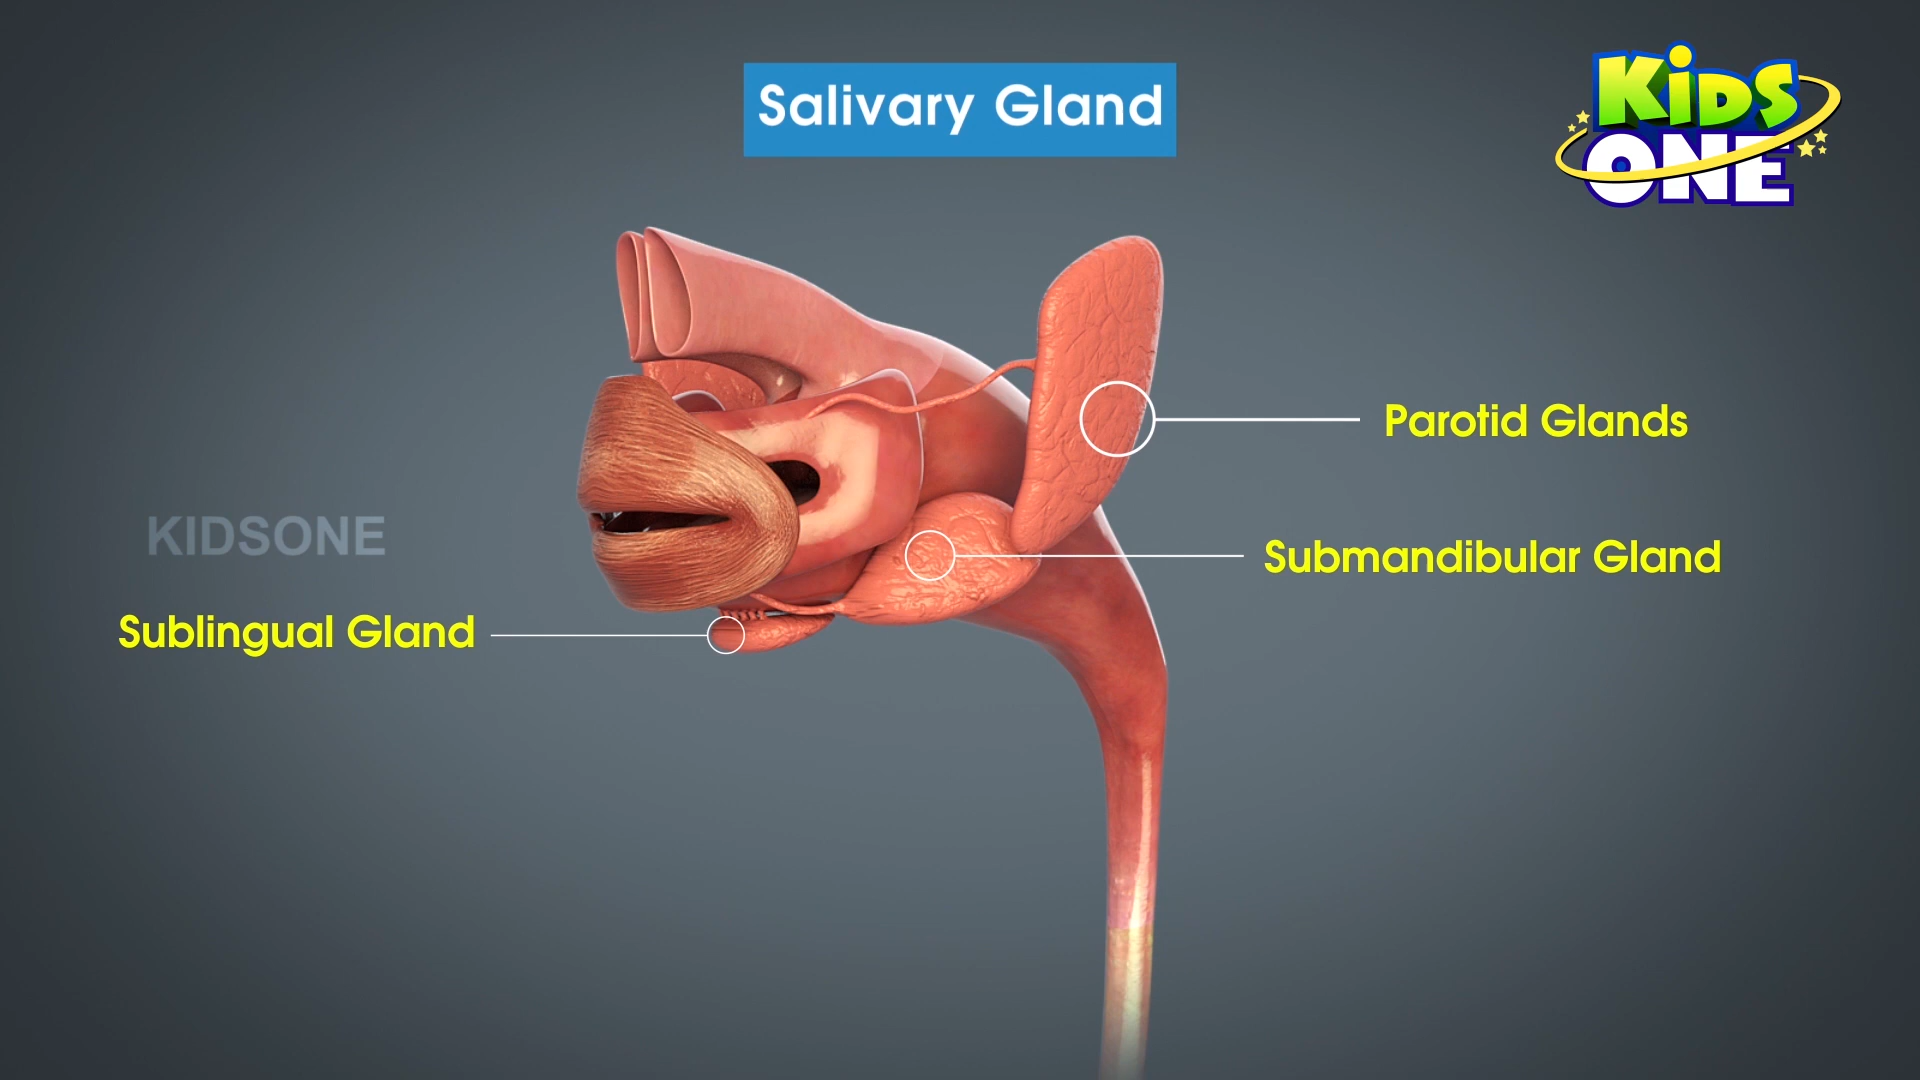 Salivary Gland
KiDS
ONE
Parotid Glands
KIDSONE
Submandibular Gland
Sublingual Gland